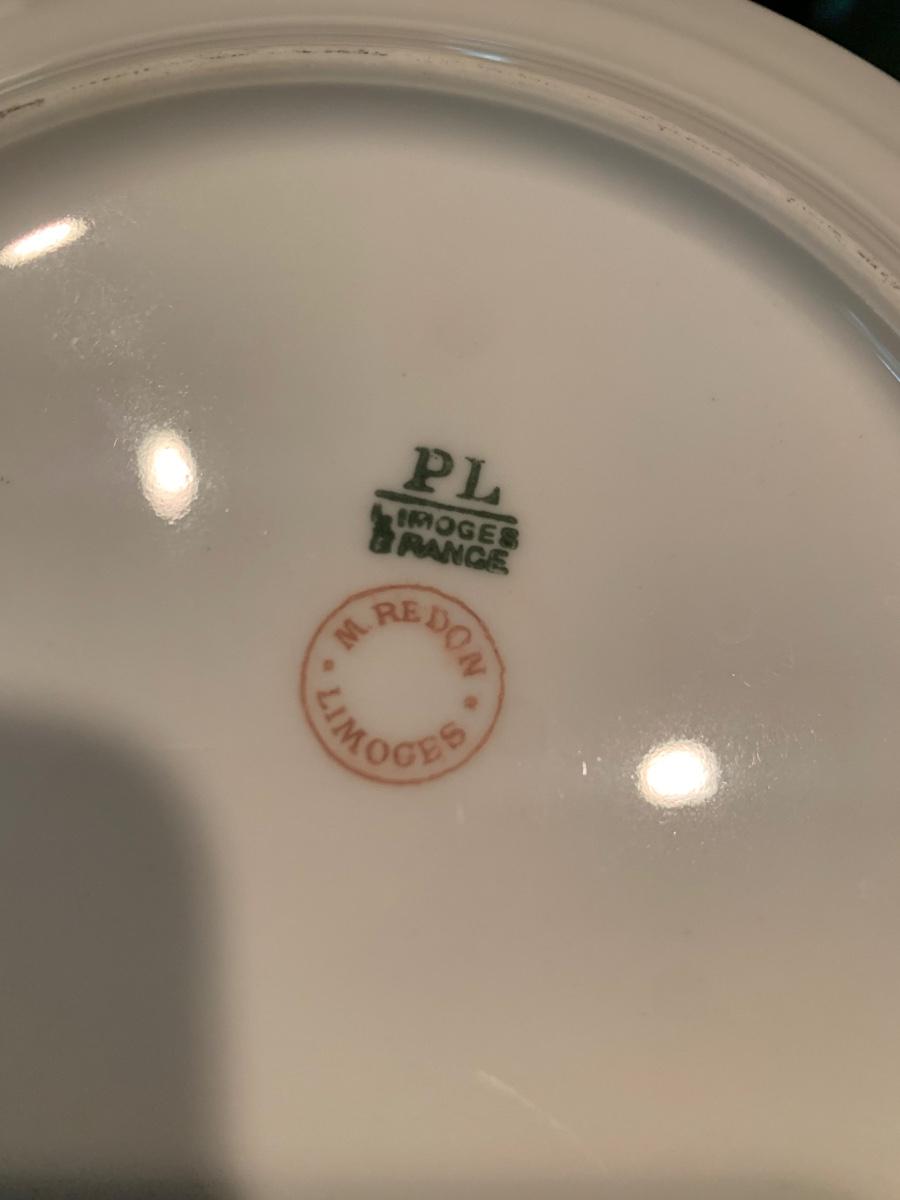 PL
LIMOGES
FRANCE
M. REDON
LIMOGES